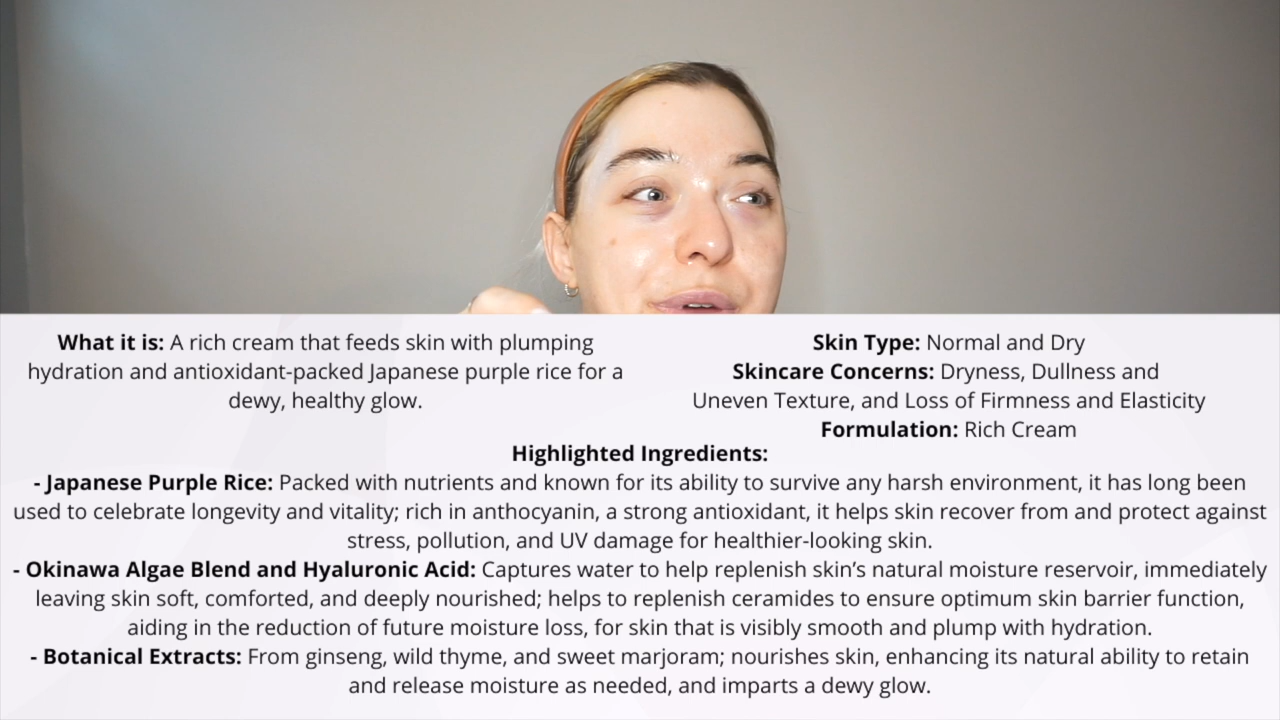 What it is: A rich cream that feeds skin with plumping
hydration and antioxidant-packed Japanese purple rice for a
dewy, healthy glow.
Skin Type: Normal and Dry
Skincare Concerns: Dryness, Dullness and
Uneven Texture, and Loss of Firmness and Elasticity
Formulation: Rich Cream
Highlighted Ingredients:
- Japanese Purple Rice: Packed with nutrients and known for its ability to survive any harsh environment, it has long been
used to celebrate longevity and vitality; rich in anthocyanin, a strong antioxidant, it helps skin recover from and protect against
stress, pollution, and UV damage for healthier-looking skin.
- Okinawa Algae Blend and Hyaluronic Acid: Captures water to help replenish skin’s natural moisture reservoir, immediately
leaving skin soft, comforted, and deeply nourished; helps to replenish ceramides to ensure optimum skin barrier function,
aiding in the reduction of future moisture loss, for skin that is visibly smooth and plump with hydration.
- Botanical Extracts: From ginseng, wild thyme, and sweet marjoram; nourishes skin, enhancing its natural ability to retain
and release moisture as needed, and imparts a dewy glow.